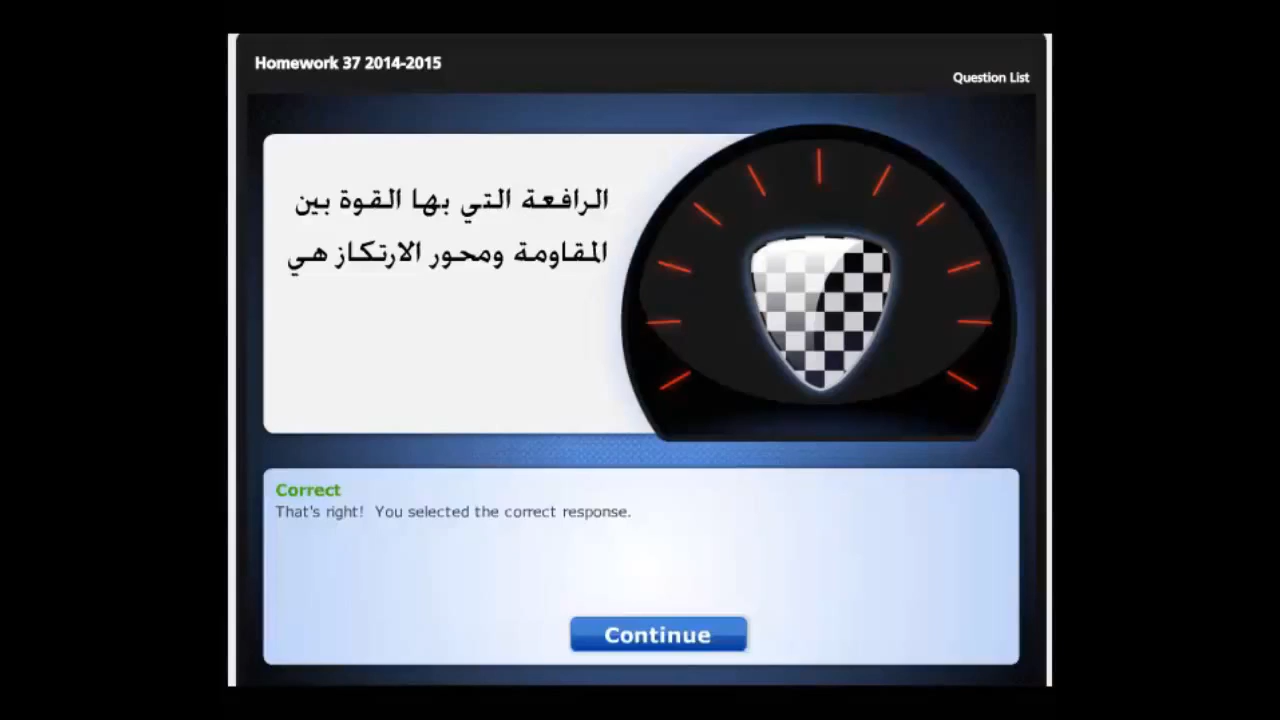 Homework 37 2014-2015
Question List
الرافعة التي بها القوة بين
المقاومة ومحور الارتكاز هي
Correct
That's right! You selected the correct response.
Continue